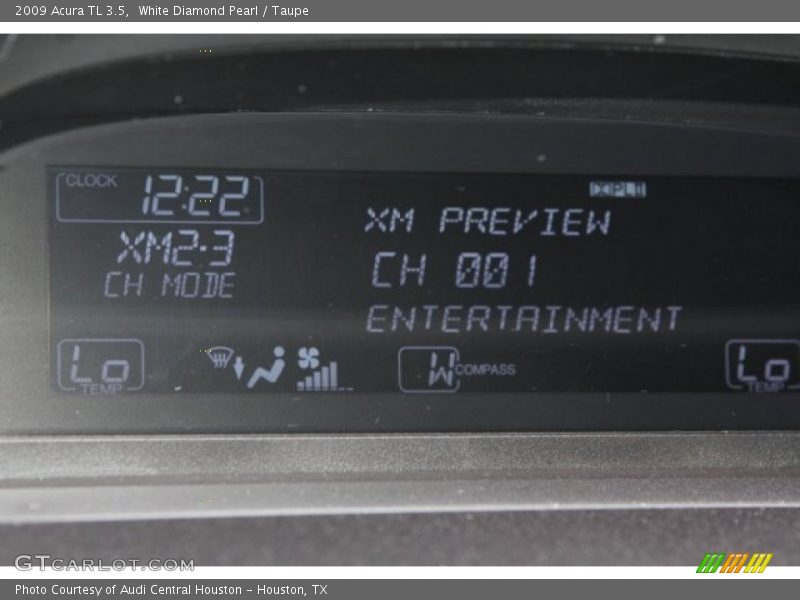 2009 Acura TL 3.5,  White Diamond Pearl / Taupe
CLOCK 12:22
XM2·3
CH MODE
DDPLII
XM PREVIEW
CH 001
ENTERTAINMENT
Lo
TEMP
W COMPASS
Lo
TEMP
GTCARLOT.COM
Photo Courtesy of Audi Central Houston - Houston, TX